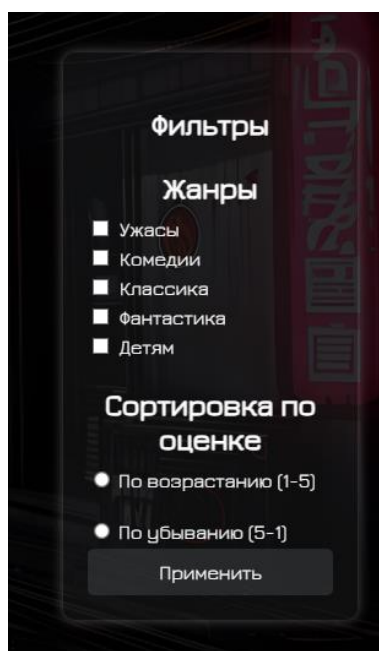 Фильтры
Жанры
Ужасы
Комедии
Классика
Фантастика
Детям
Сортировка по
оценке
По возрастанию (1-5)
По убыванию (5-1)
Применить